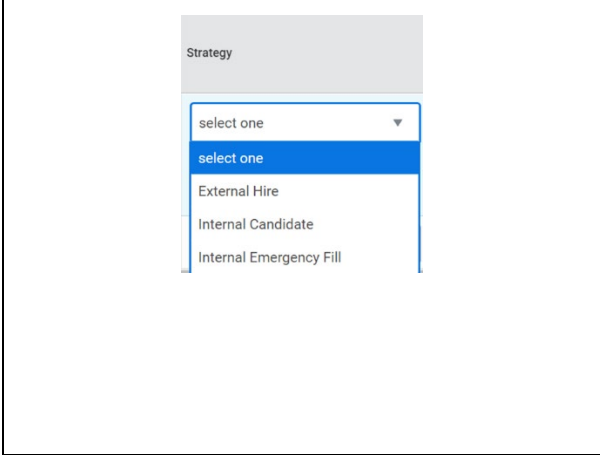 Strategy
select one
select one
External Hire
Internal Candidate
Internal Emergency Fill